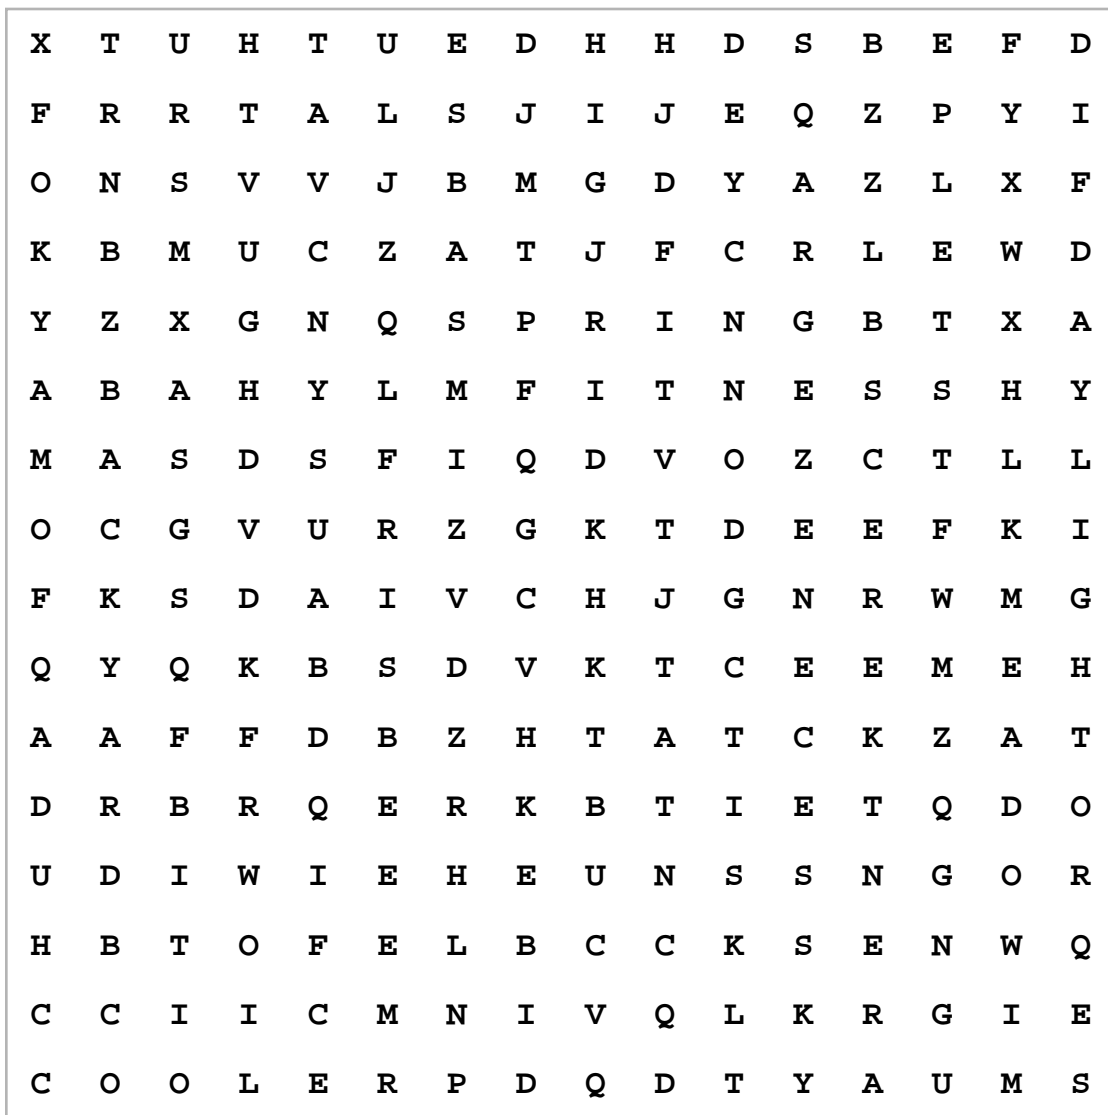 X T U H T U E D H H D S B E F D
F R R T A L S J I J E Q Z P Y I
O N S V V J B M G D Y A Z L X F
K B M U C Z A T J F C R L E W D
Y Z X G N Q S P R I N G B T X A
A B A H Y L M F I T N E S S H Y
M A S D S F I Q D V O Z C T L L
O C G V U R Z G K T D E E F K I
F K S D A I V C H J G N R W M G
Q Y Q K B S D V K T C E E M E H
A A F F D B Z H T A T C K Z A T
D R B R Q E R K B T I E T Q D O
U D I W I E H E U N S S N G O R
H B T O F E L B C C K S E N W Q
C C I I C M N I V Q L K R G I E
C O O L E R P D Q D T Y A U M S